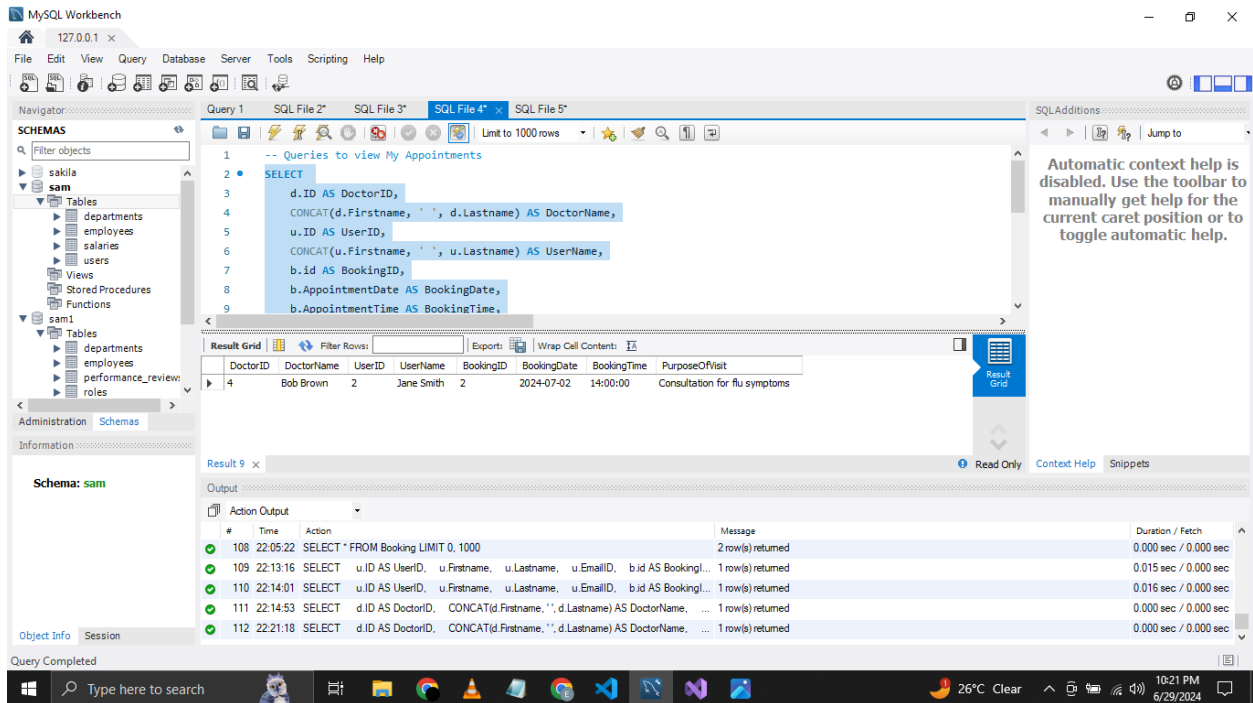 MySQL Workbench
127.0.0.1
File Edit View Query Database Server Tools Scripting Help
Navigator
SCHEMAS
Filter objects
sakila
sam
Tables
departments
employees
salaries
users
Views
Stored Procedures
Functions
sam1
Tables
departments
employees
performance_reviews
roles
Administration Schemas
Information
Schema: sam
Object Info Session
Query 1 SQL File 2* SQL File 3* SQL File 4* SQL File 5*
Limit to 1000 rows
1 -- Queries to view My Appointments
2 SELECT
3 d.ID AS DoctorID,
4 CONCAT(d.Firstname, ' ', d.Lastname) AS DoctorName,
5 u.ID AS UserID,
6 CONCAT(u.Firstname, ' ', u.Lastname) AS UserName,
7 b.id AS BookingID,
8 b.AppointmentDate AS BookingDate,
9 b.AppointmentTime AS BookingTime,
Result Grid Filter Rows: Export: Wrap Cell Content:
DoctorID DoctorName UserID UserName BookingID BookingDate BookingTime PurposeOfVisit
4 Bob Brown 2 Jane Smith 2 2024-07-02 14:00:00 Consultation for flu symptoms
Result Grid
Result 9 Read Only
SQLAdditions
Jump to
Automatic context help is
disabled. Use the toolbar to
manually get help for the
current caret position or to
toggle automatic help.
Context Help Snippets
Output
Action Output
# Time Action Message Duration / Fetch
108 22:05:22 SELECT * FROM Booking LIMIT 0, 1000 2 row(s) returned 0.000 sec / 0.000 sec
109 22:13:16 SELECT u.ID AS UserID, u.Firstname, u.Lastname, u.EmailID, b.id AS BookingI... 1 row(s) returned 0.015 sec / 0.000 sec
110 22:14:01 SELECT u.ID AS UserID, u.Firstname, u.Lastname, u.EmailID, b.id AS BookingI... 1 row(s) returned 0.016 sec / 0.000 sec
111 22:14:53 SELECT d.ID AS DoctorID, CONCAT(d.Firstname, ' ', d.Lastname) AS DoctorName, ... 1 row(s) returned 0.000 sec / 0.000 sec
112 22:21:18 SELECT d.ID AS DoctorID, CONCAT(d.Firstname, ' ', d.Lastname) AS DoctorName, ... 1 row(s) returned 0.000 sec / 0.000 sec
Query Completed
Type here to search
26°C Clear
10:21 PM
6/29/2024